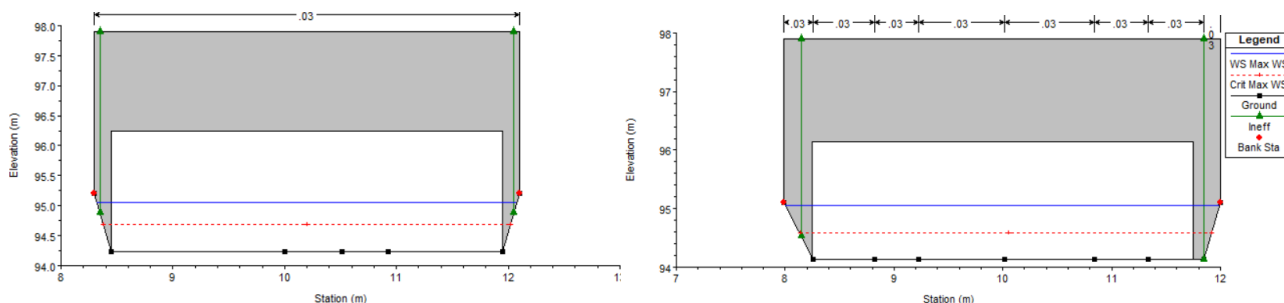 .03
98.0
97.5
97.0
96.5
96.0
95.5
95.0
94.5
94.0
Elevation (m)
8
9
10
11
12
Station (m)
.03 .03 .03 .03 .03 .03 .03 .03
98
97
96
95
94
Elevation (m)
7
8
9
10
11
12
Station (m)
Legend
WS Max WS
Crit Max WS
Ground
Ineff
Bank Sta